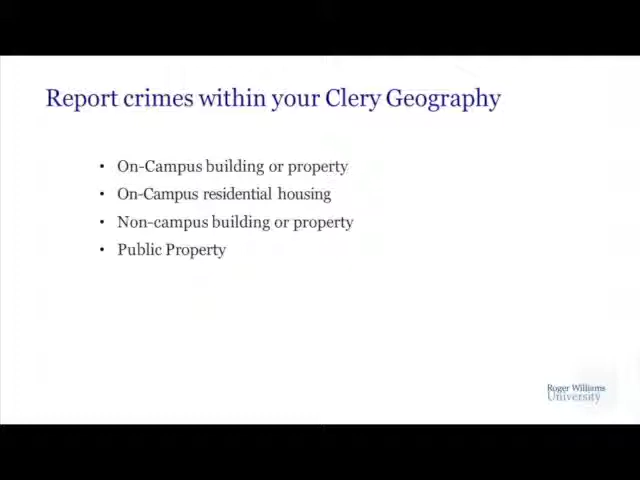 Report crimes within your Clery Geography
• On-Campus building or property
• On-Campus residential housing
• Non-campus building or property
• Public Property
Roger Williams
University